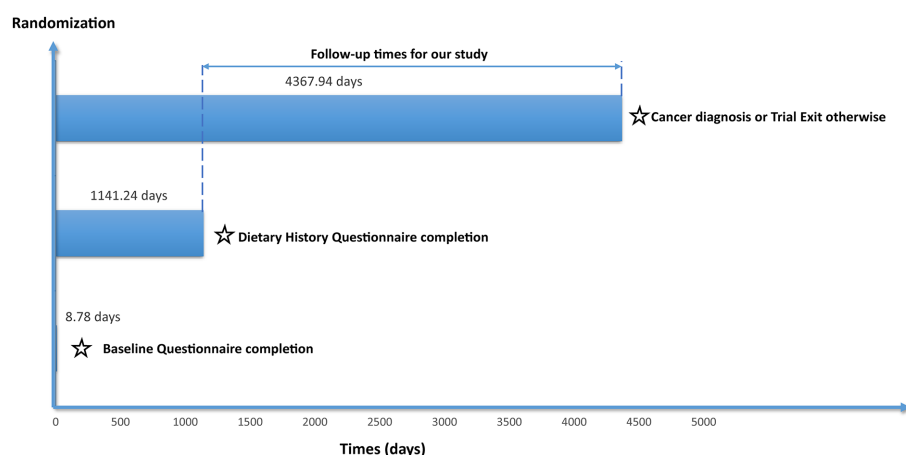 Randomization
Follow-up times for our study
4367.94 days
Cancer diagnosis or Trial Exit otherwise
1141.24 days
Dietary History Questionnaire completion
8.78 days
Baseline Questionnaire completion
0 500 1000 1500 2000 2500 3000 3500 4000 4500 5000
Times (days)